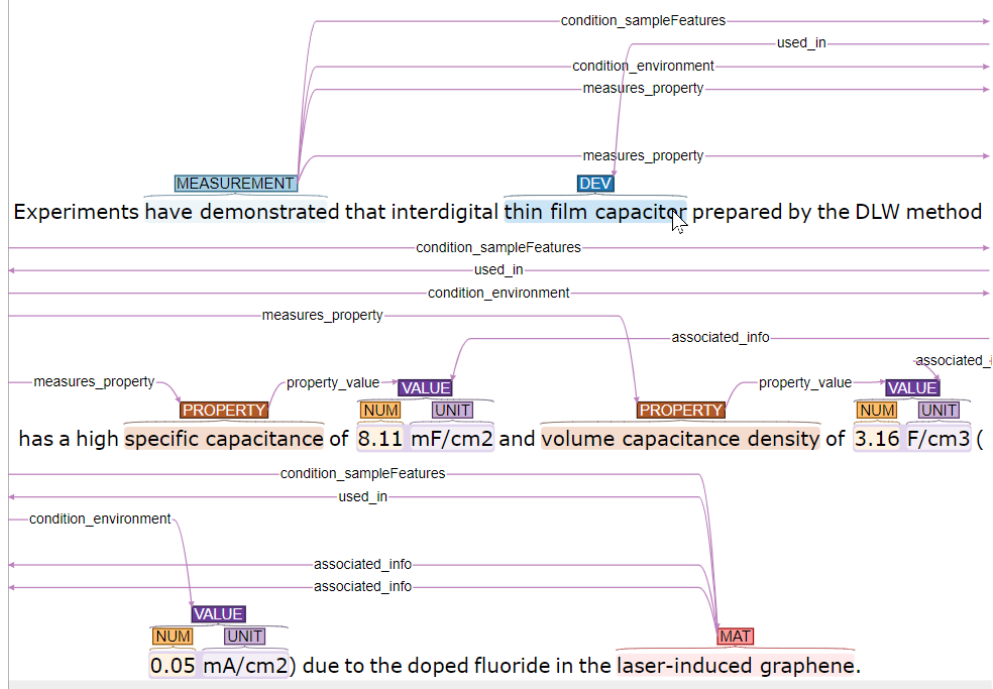 condition_sampleFeatures
used_in
condition_environment
measures_property
measures_property
MEASUREMENT DEV
Experiments have demonstrated that interdigital thin film capacitor prepared by the DLW method
condition_sampleFeatures
used_in
condition_environment
measures_property
associated_info
associated_i
measures_property property_value VALUE property_value VALUE
PROPERTY NUM UNIT PROPERTY NUM UNIT
has a high specific capacitance of 8.11 mF/cm2 and volume capacitance density of 3.16 F/cm3 (
condition_sampleFeatures
used_in
condition_environment
associated_info
associated_info
VALUE
NUM UNIT MAT
0.05 mA/cm2) due to the doped fluoride in the laser-induced graphene.